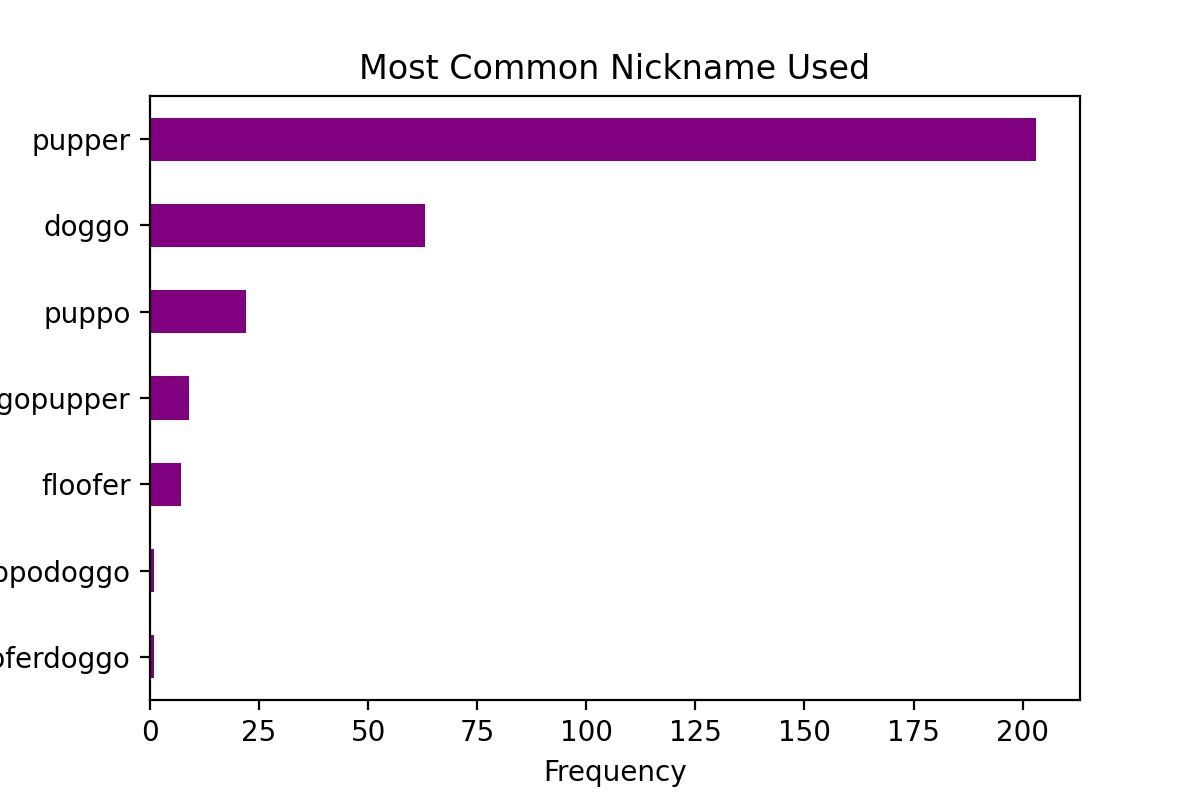 Most Common Nickname Used
pupper
doggo
puppo
gopupper
floofer
ppodoggo
oferdoggo
0 25 50 75 100 125 150 175 200
Frequency